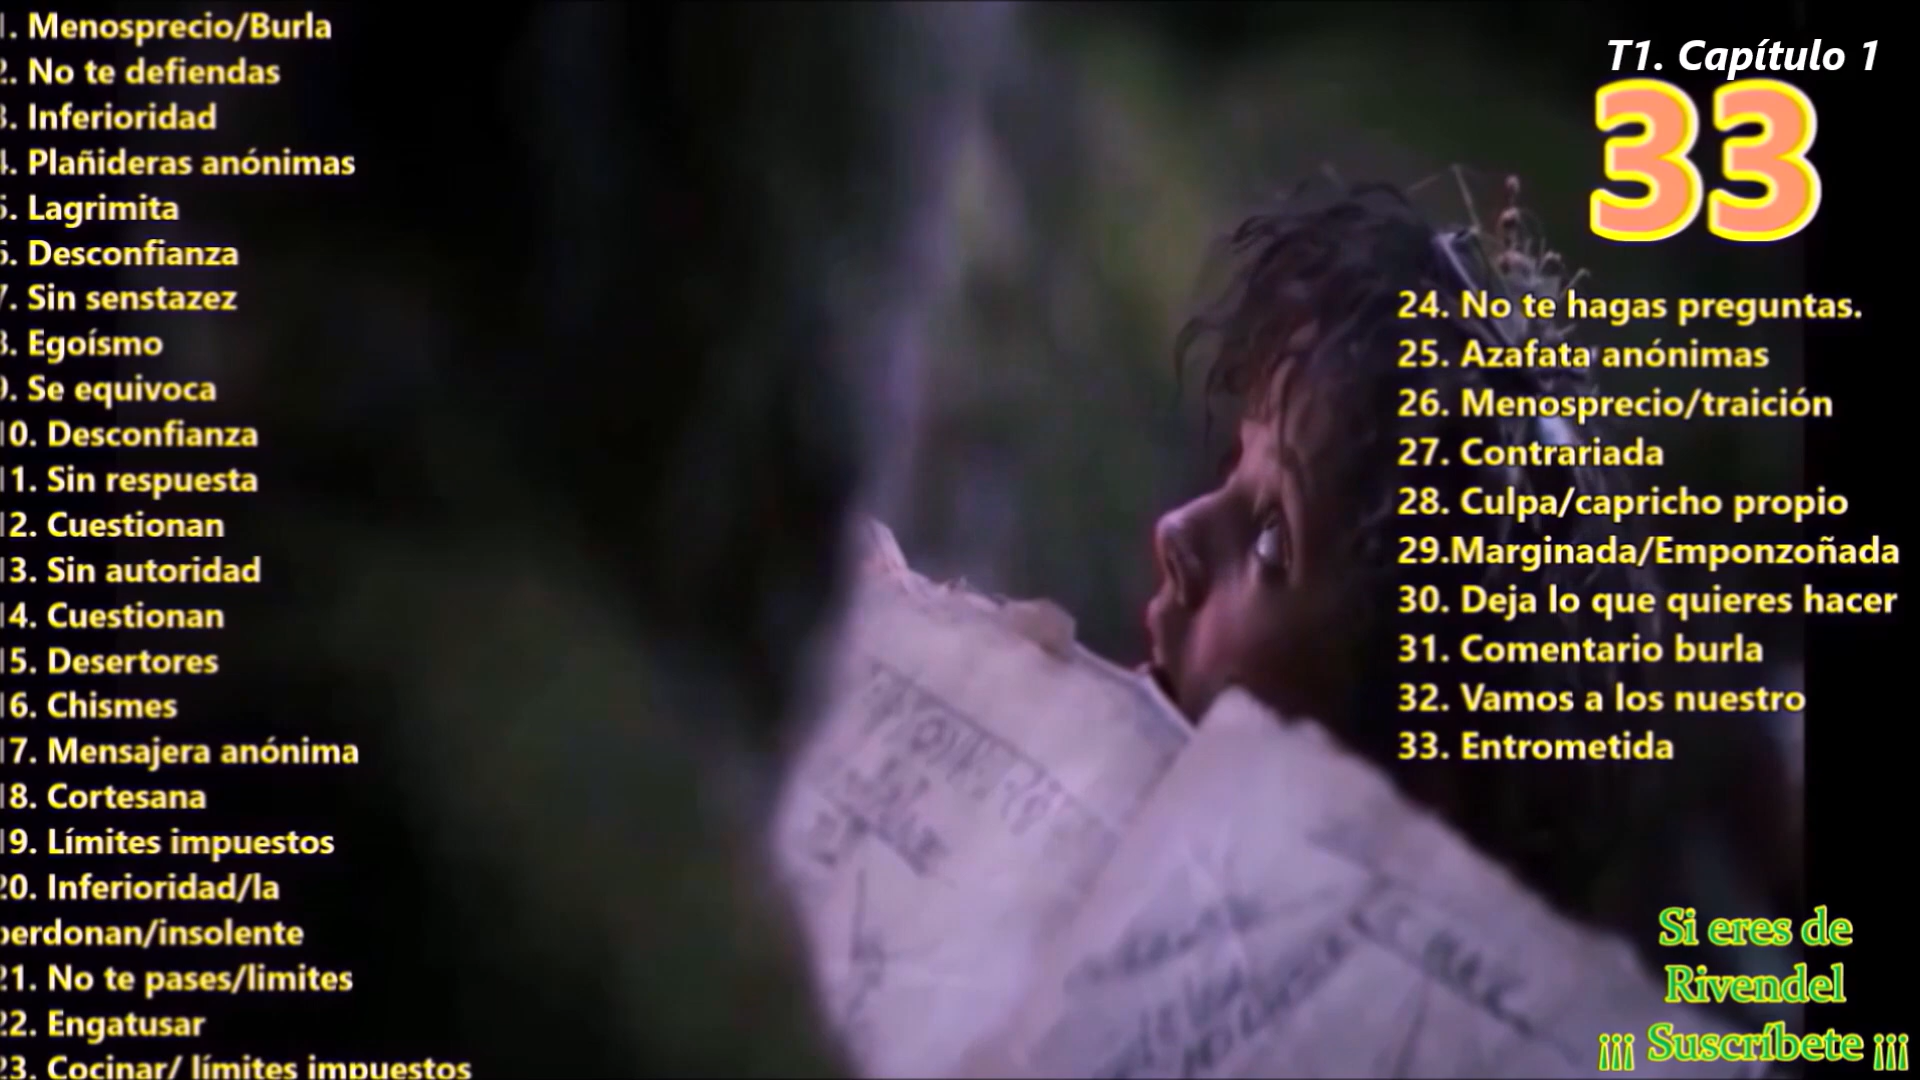 1. Menosprecio/Burla
2. No te defiendas
3. Inferioridad
4. Plañideras anónimas
5. Lagrimita
6. Desconfianza
7. Sin senstazez
8. Egoísmo
9. Se equivoca
10. Desconfianza
11. Sin respuesta
12. Cuestionan
13. Sin autoridad
14. Cuestionan
15. Desertores
16. Chismes
17. Mensajera anónima
18. Cortesana
19. Límites impuestos
20. Inferioridad/la
perdonan/insolente
21. No te pases/limites
22. Engatusar
23. Cocinar/ límites impuestos
T1. Capítulo 1
33
24. No te hagas preguntas.
25. Azafata anónimas
26. Menosprecio/traición
27. Contrariada
28. Culpa/capricho propio
29.Marginada/Emponzoñada
30. Deja lo que quieres hacer
31. Comentario burla
32. Vamos a los nuestro
33. Entrometida
Si eres de
Rivendel
¡¡¡ Suscríbete ¡¡¡